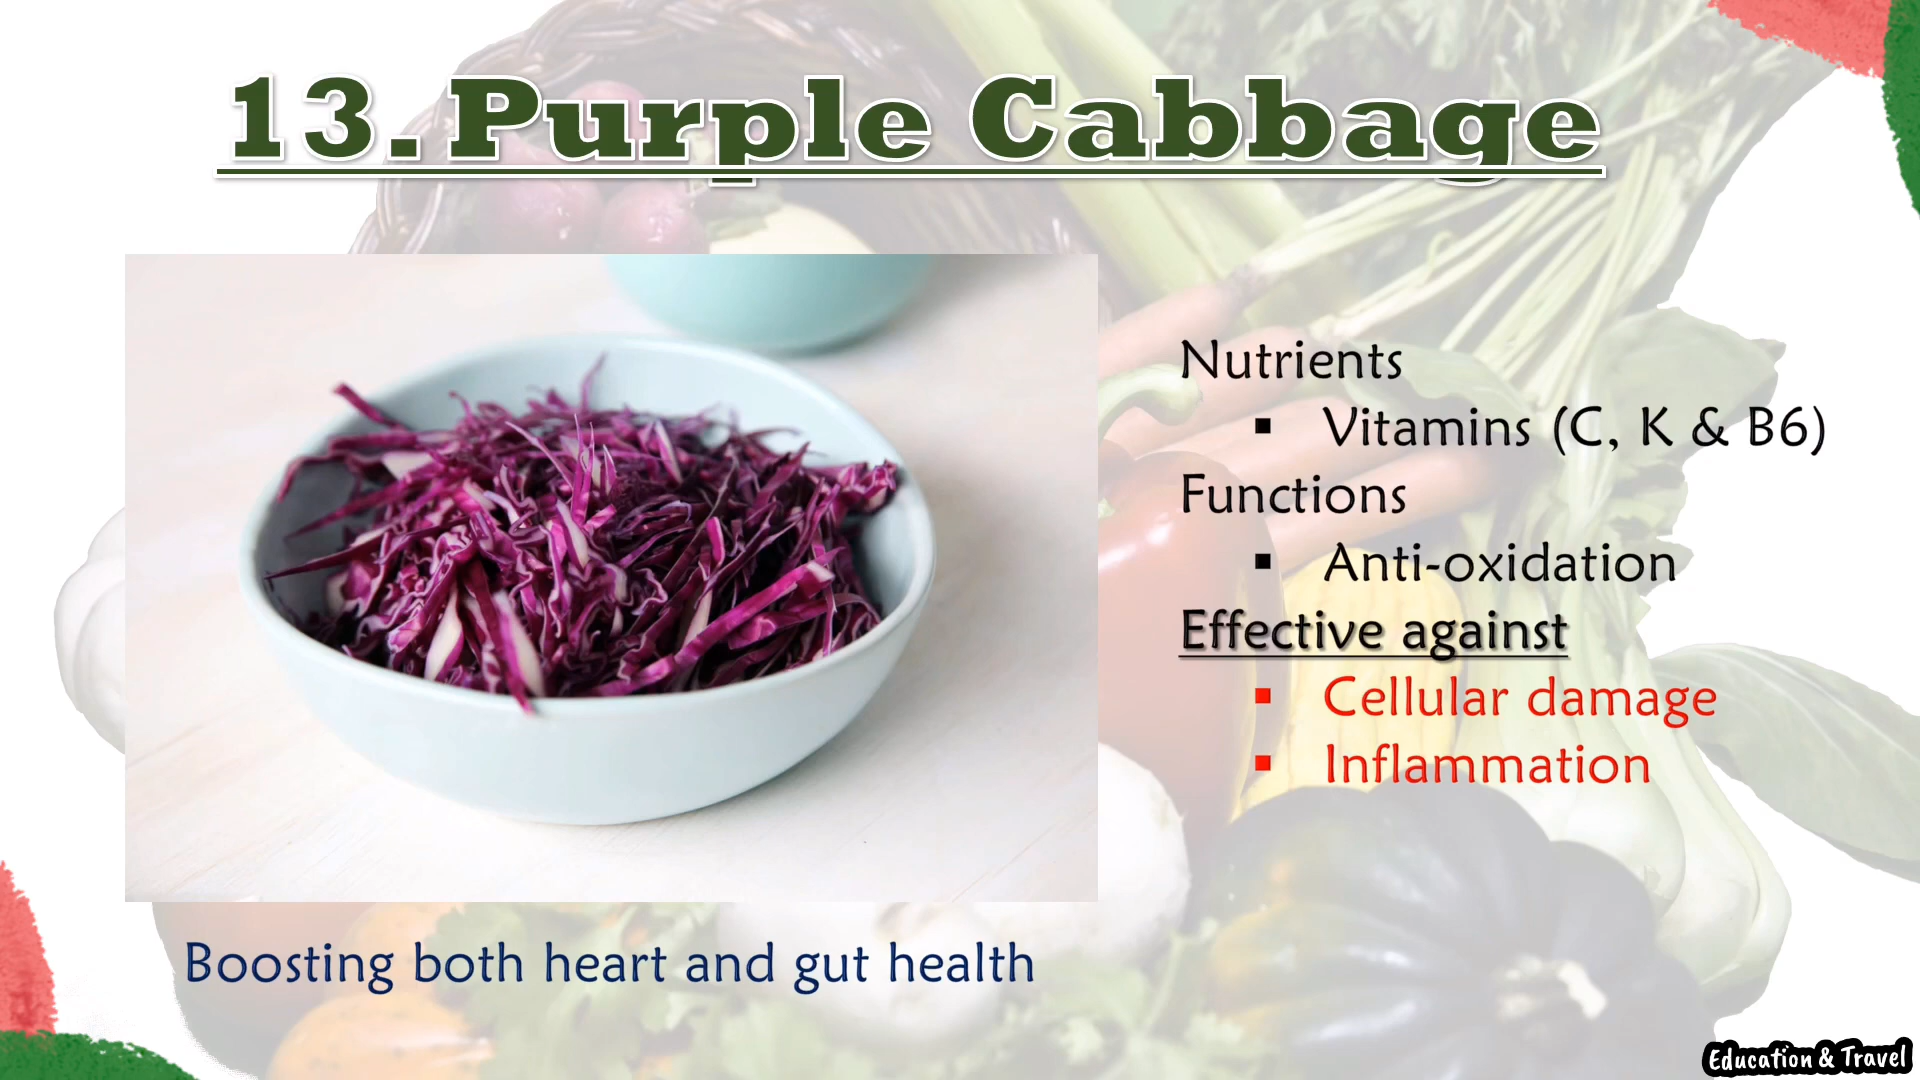 13. Purple Cabbage
Nutrients
▪ Vitamins (C, K & B6)
Functions
▪ Anti-oxidation
Effective against
▪ Cellular damage
▪ Inflammation
Boosting both heart and gut health
Education & Travel